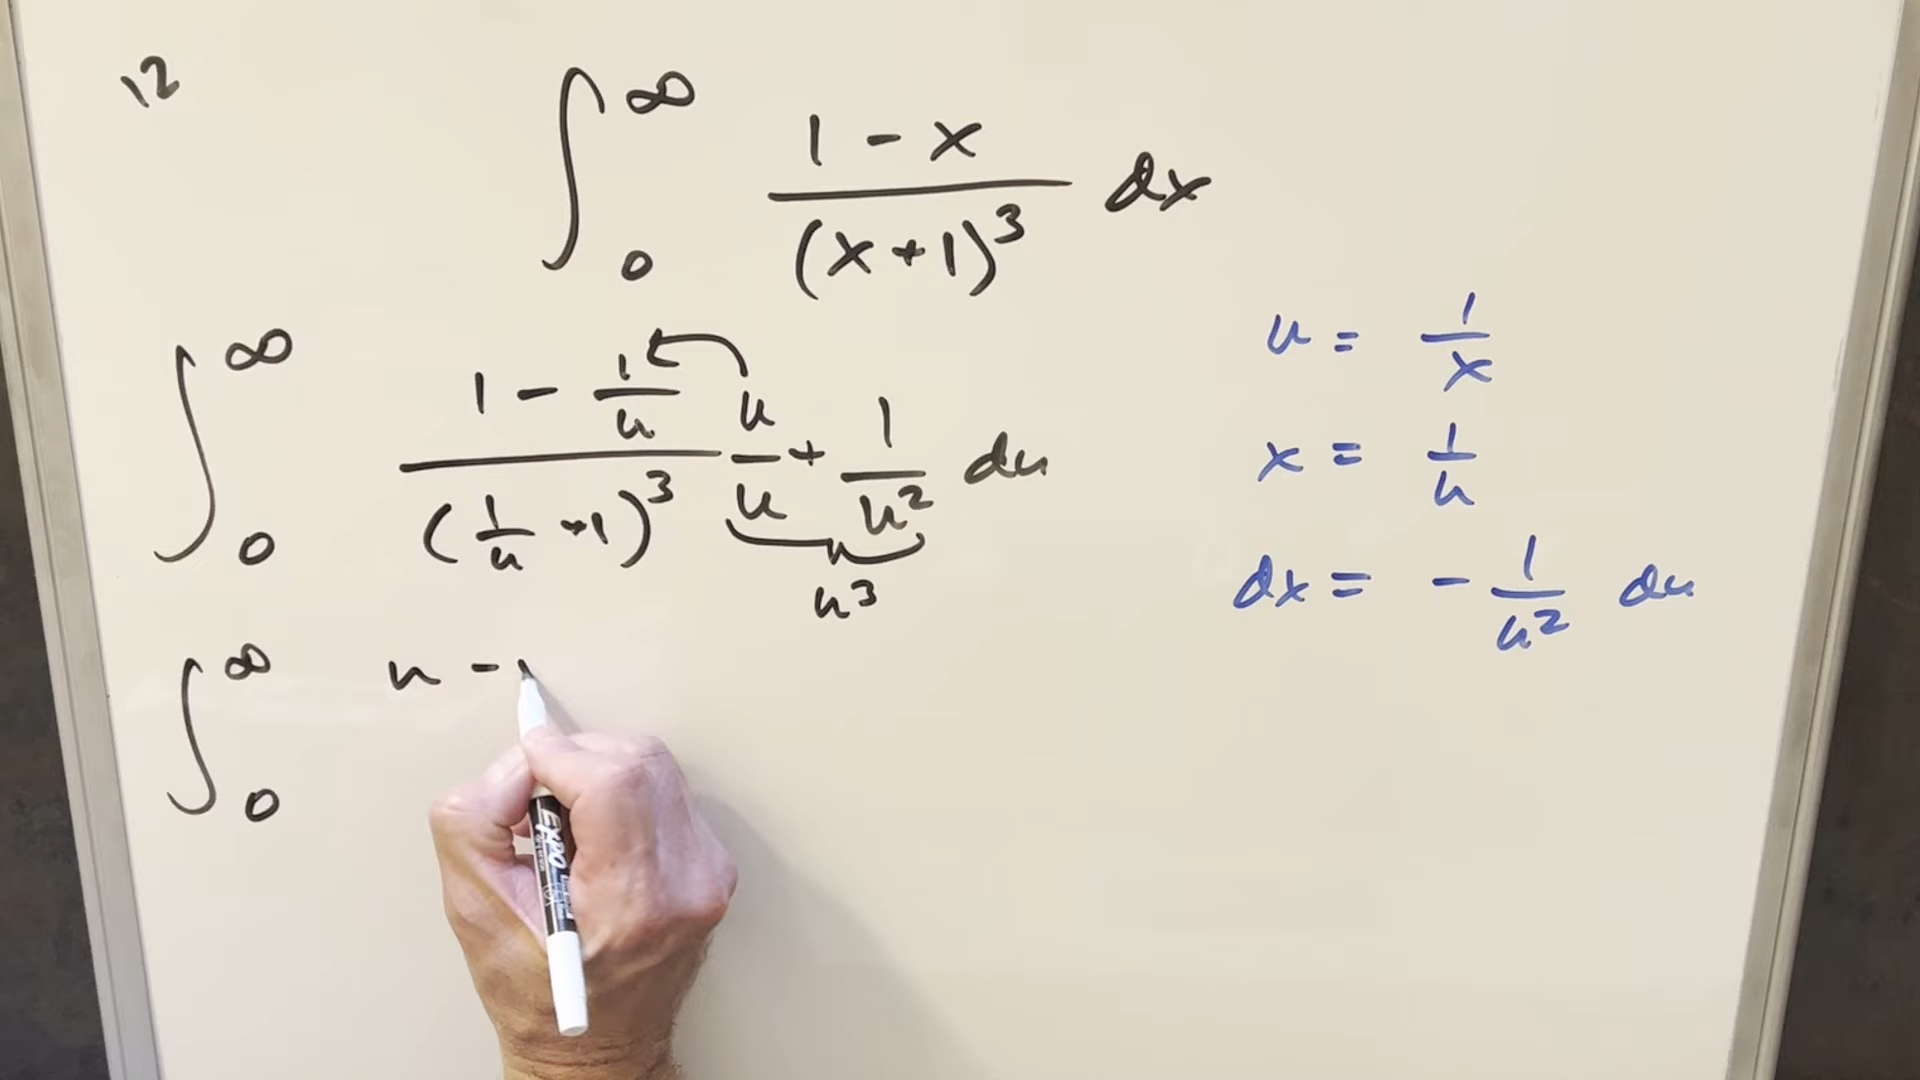 12
∫₀^∞ (1 - x)/(x + 1)³ dx
u = 1/x
∫₀^∞ (1 - 1/u)/(1/u + 1)³ u/u + 1/u² du
x = 1/u
u³
dx = - 1/u² du
∫₀^∞ u -
EXPO